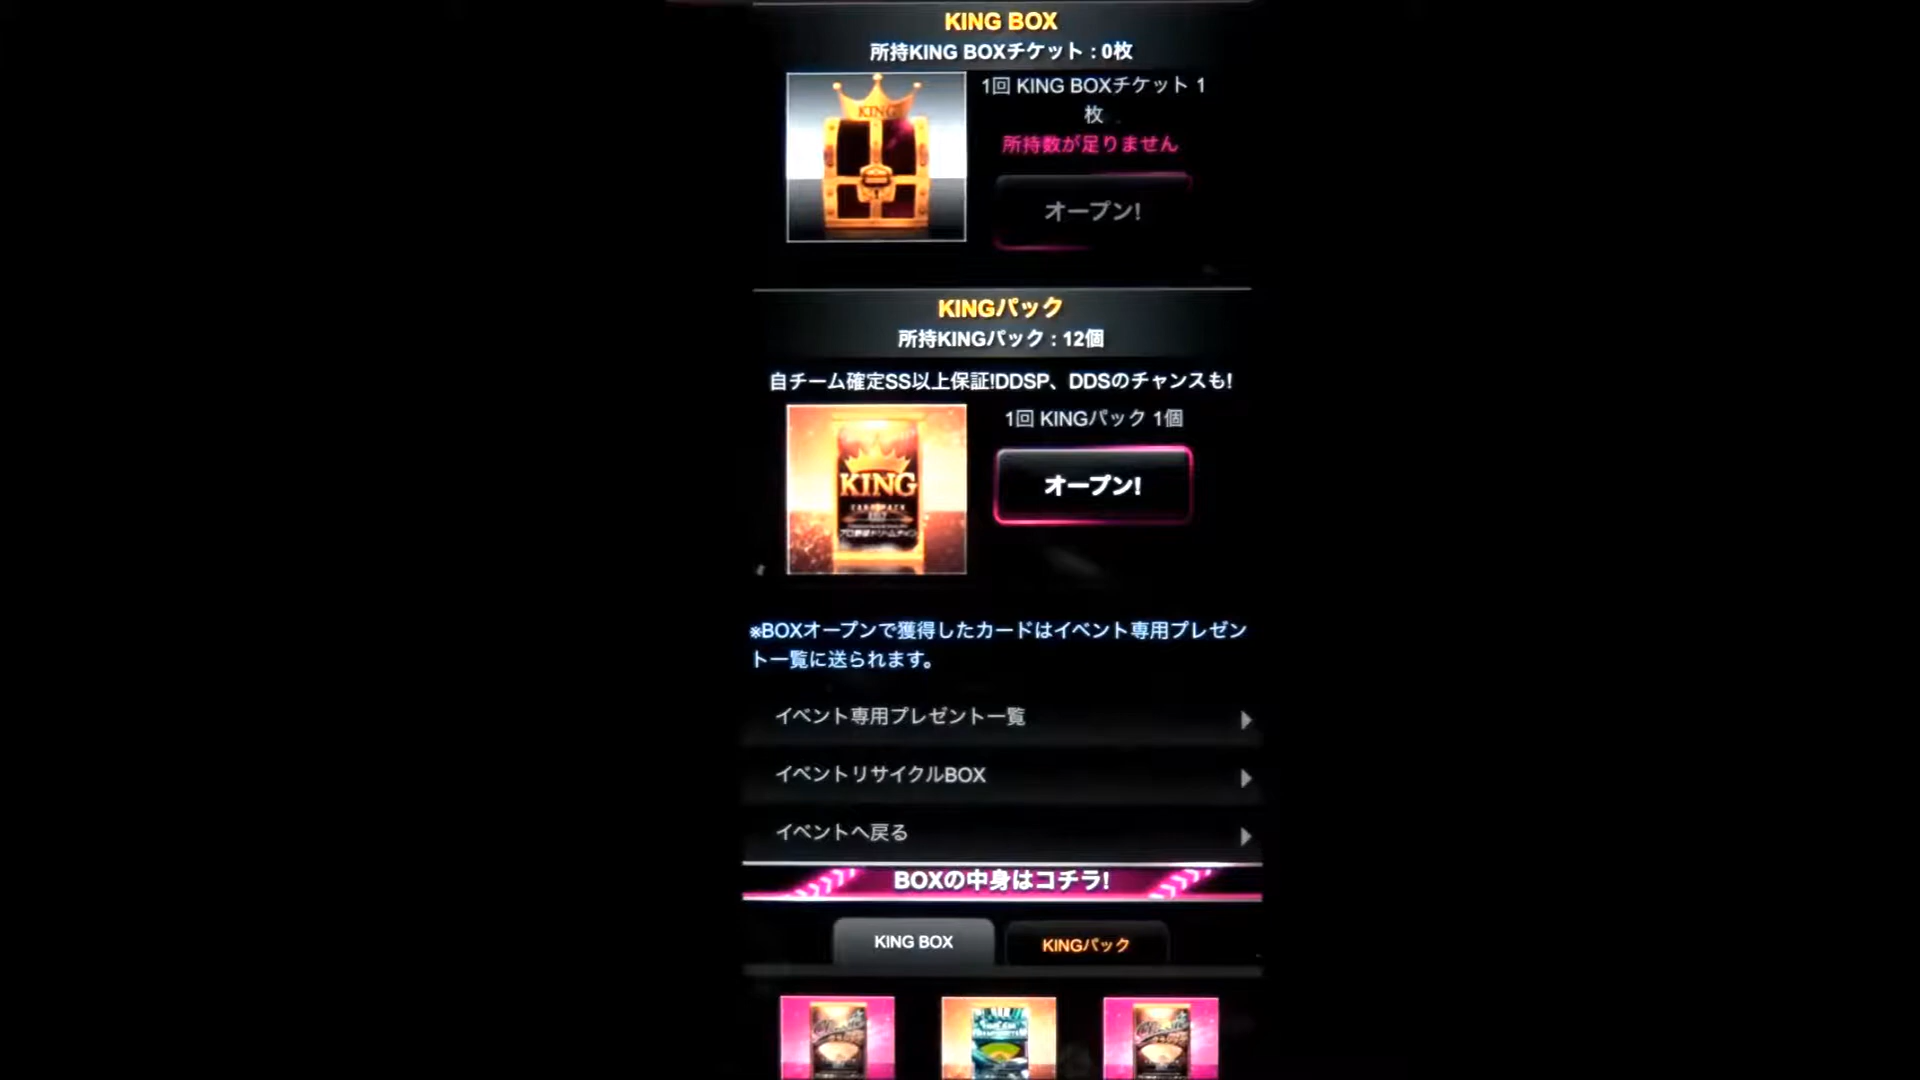 KING BOX
所持KING BOXチケット : 0枚
KING
1回 KING BOXチケット 1
枚
所持数が足りません
オープン!
KINGパック
所持KINGパック : 12個
自チーム確定SS以上保証!DDSP、DDSのチャンスも!
KING
1回 KINGパック 1個
オープン!
※BOXオープンで獲得したカードはイベント専用プレゼン
ト一覧に送られます。
イベント専用プレゼント一覧
イベントリサイクルBOX
イベントへ戻る
BOXの中身はコチラ!
KING BOX
KINGパック